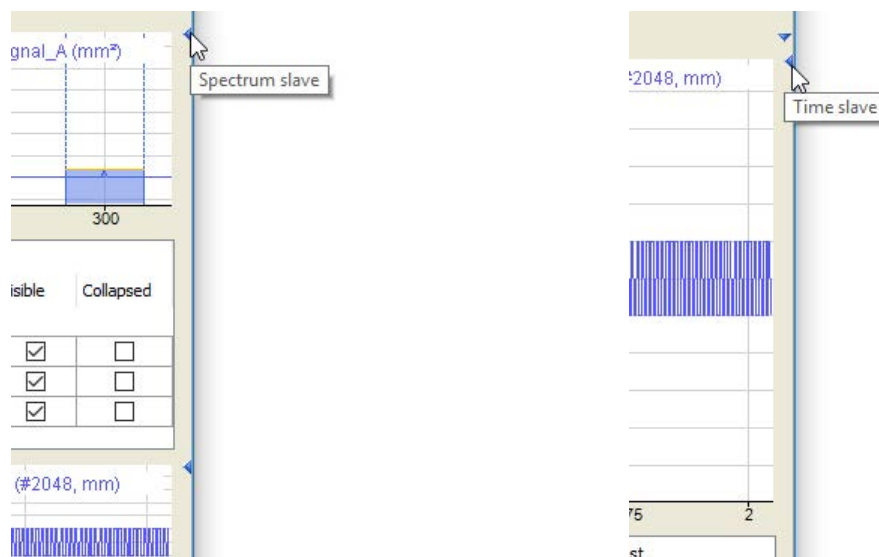 gnal_A (mm²)
Spectrum slave
300
isible Collapsed
(#2048, mm)
#2048, mm)
Time slave
75 2
st